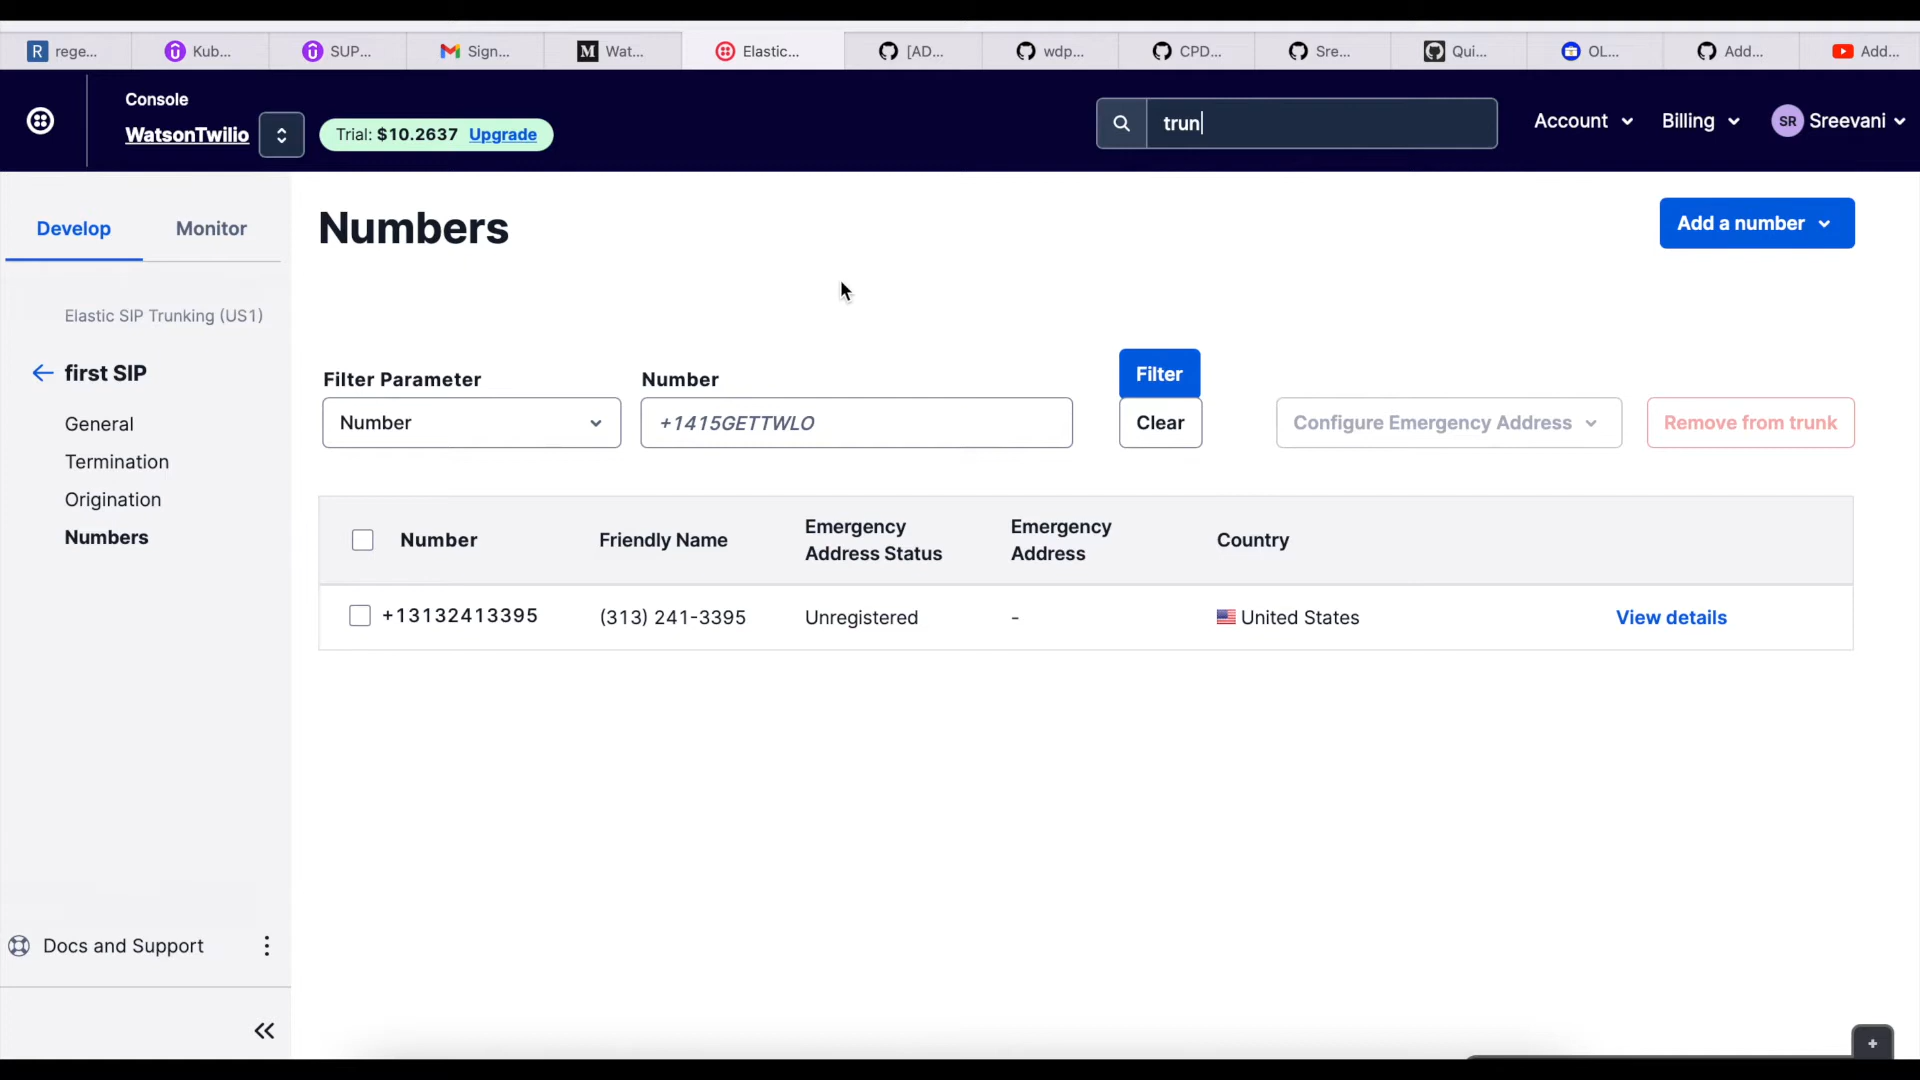 rege...
Kub...
SUP...
Sign...
Wat...
Elastic...
[AD...
wdp...
CPD...
Sre...
Qui...
OL...
Add...
Add...
Console
WatsonTwilio
Trial: $10.2637 Upgrade
trun
Account
Billing
SR Sreevani
Develop
Monitor
Elastic SIP Trunking (US1)
first SIP
General
Termination
Origination
Numbers
Docs and Support
Numbers
Add a number
Filter Parameter
Number
Number
+1415GETTWLO
Filter
Clear
Configure Emergency Address
Remove from trunk
Number
Friendly Name
Emergency
Address Status
Emergency
Address
Country
+13132413395
(313) 241-3395
Unregistered
-
United States
View details